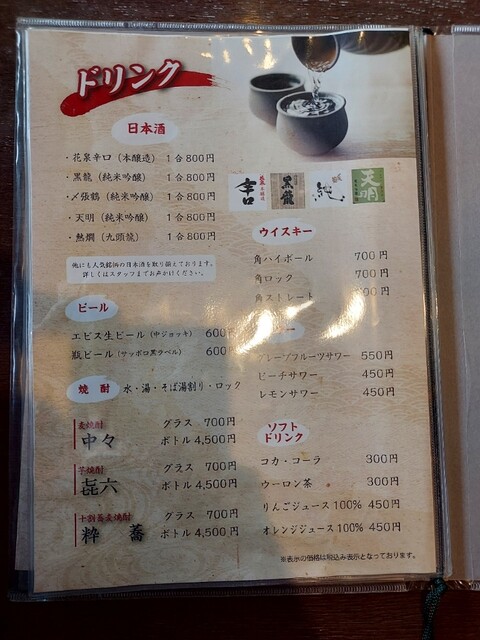 ドリンク
日本酒
・花泉辛口（本醸造） 1合800円
・黒龍（純米吟醸） 1合800円
・〆張鶴（純米吟醸） 1合800円
・天明（純米吟醸） 1合800円
・熱燗（九頭龍） 1合800円
他にも人気銘柄の日本酒を取り揃えております。
詳しくはスタッフまでお声かけください。
辛口
黒龍
純
天明
ビール
エビス生ビール（中ジョッキ） 600
瓶ビール（サッポロ黒ラベル） 600
焼酎 水・湯・そば湯割り・ロック
麦焼酎
中々
グラス 700円
ボトル 4,500円
芋焼酎
㐂六
グラス 700円
ボトル 4,500円
十割蕎麦焼酎
粋蕎
グラス 700円
ボトル 4,500円
ウイスキー
角ハイボール 700円
角ロック 700円
角ストレート 00円
ー
グレープフルーツサワー 550円
ピーチサワー 450円
レモンサワー 450円
ソフト
ドリンク
コカ・コーラ 300円
ウーロン茶 300円
りんごジュース100% 450円
オレンジジュース100% 450円
※表示の価格は税込み表示となっております。